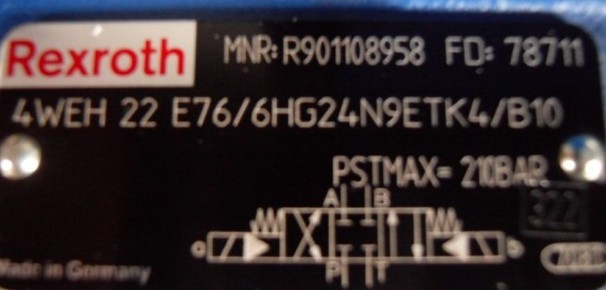 Rexroth MNR: R901108958 FD: 78711
4WEH 22 E76/6HG24N9ETK4/B10
PSTMAX= 210BAR
322
A B
a b
P T
Made in Germany